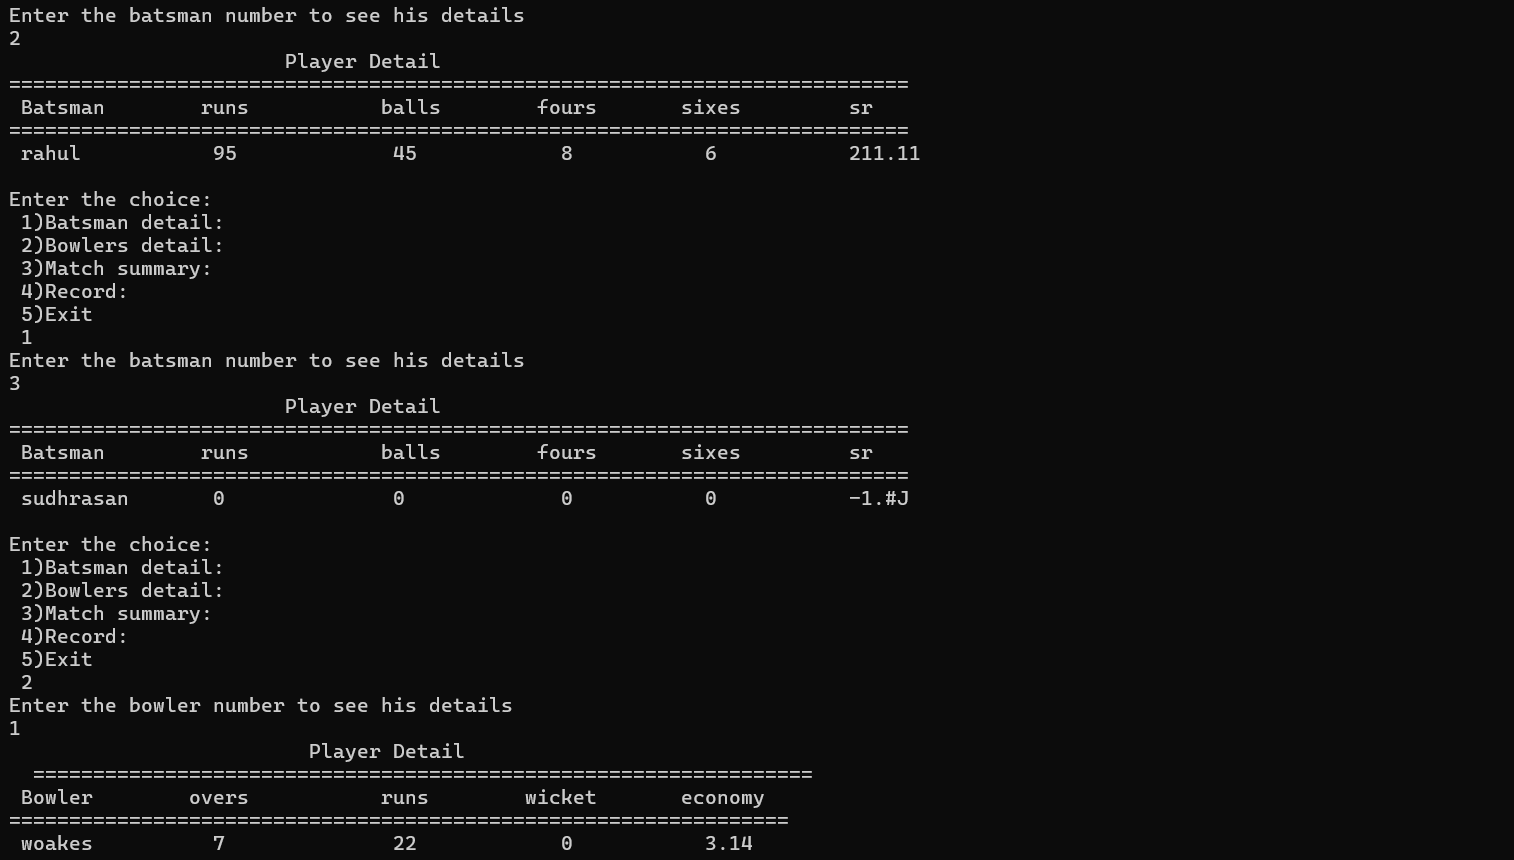 Enter the batsman number to see his details
2
Player Detail
===========================================================================
Batsman runs balls fours sixes sr
===========================================================================
rahul 95 45 8 6 211.11
Enter the choice:
1)Batsman detail:
2)Bowlers detail:
3)Match summary:
4)Record:
5)Exit
1
Enter the batsman number to see his details
3
Player Detail
===========================================================================
Batsman runs balls fours sixes sr
===========================================================================
sudhrasan 0 0 0 0 -1.#J
Enter the choice:
1)Batsman detail:
2)Bowlers detail:
3)Match summary:
4)Record:
5)Exit
2
Enter the bowler number to see his details
1
Player Detail
=================================================================
Bowler overs runs wicket economy
=================================================================
woakes 7 22 0 3.14